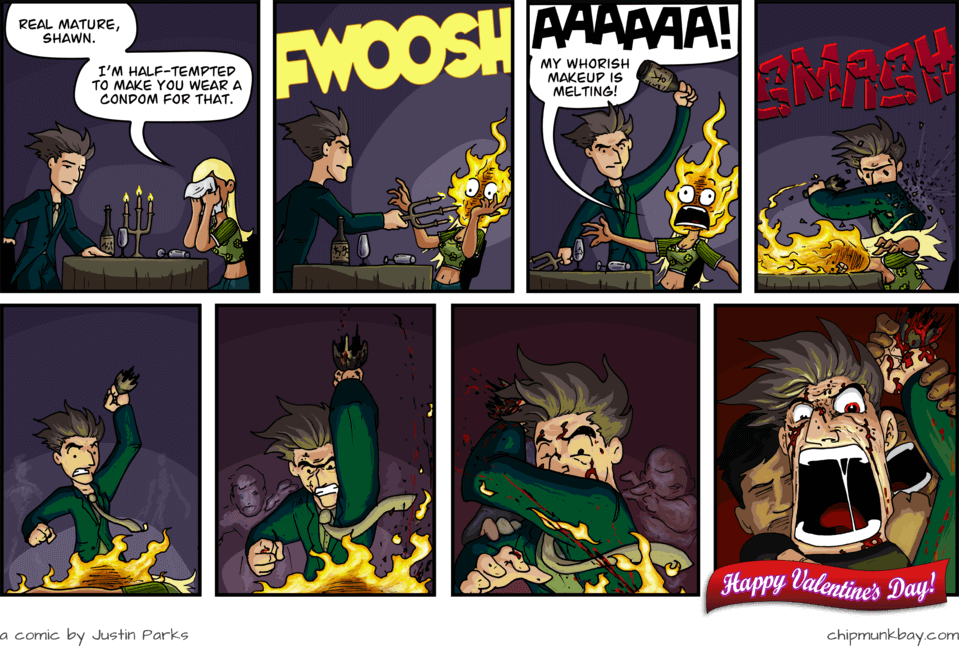 REAL MATURE,
SHAWN.
I'M HALF-TEMPTED
TO MAKE YOU WEAR A
CONDOM FOR THAT.
FWOOSH
AAAAAA!
MY WHORISH
MAKEUP IS
MELTING!
SMASH
Happy Valentine's Day!
a comic by Justin Parks
chipmunkbay.com